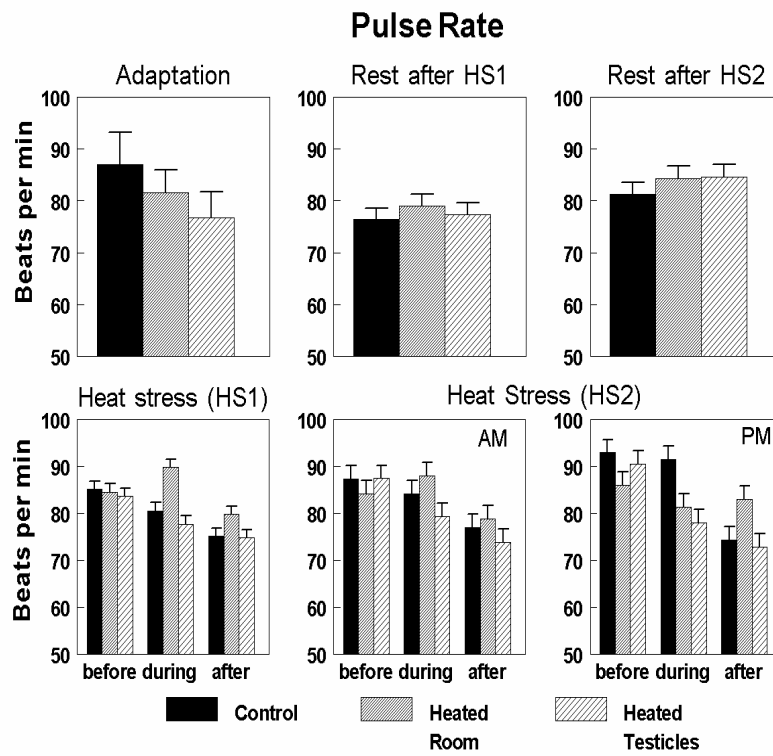 Pulse Rate
Adaptation
Rest after HS1
Rest after HS2
Beats per min
100
90
80
70
60
50
100
90
80
70
60
50
100
90
80
70
60
50
Heat stress (HS1)
Heat Stress (HS2)
Beats per min
100
90
80
70
60
50
before during after
AM
100
90
80
70
60
50
before during after
PM
100
90
80
70
60
50
before during after
Control
Heated
Room
Heated
Testicles